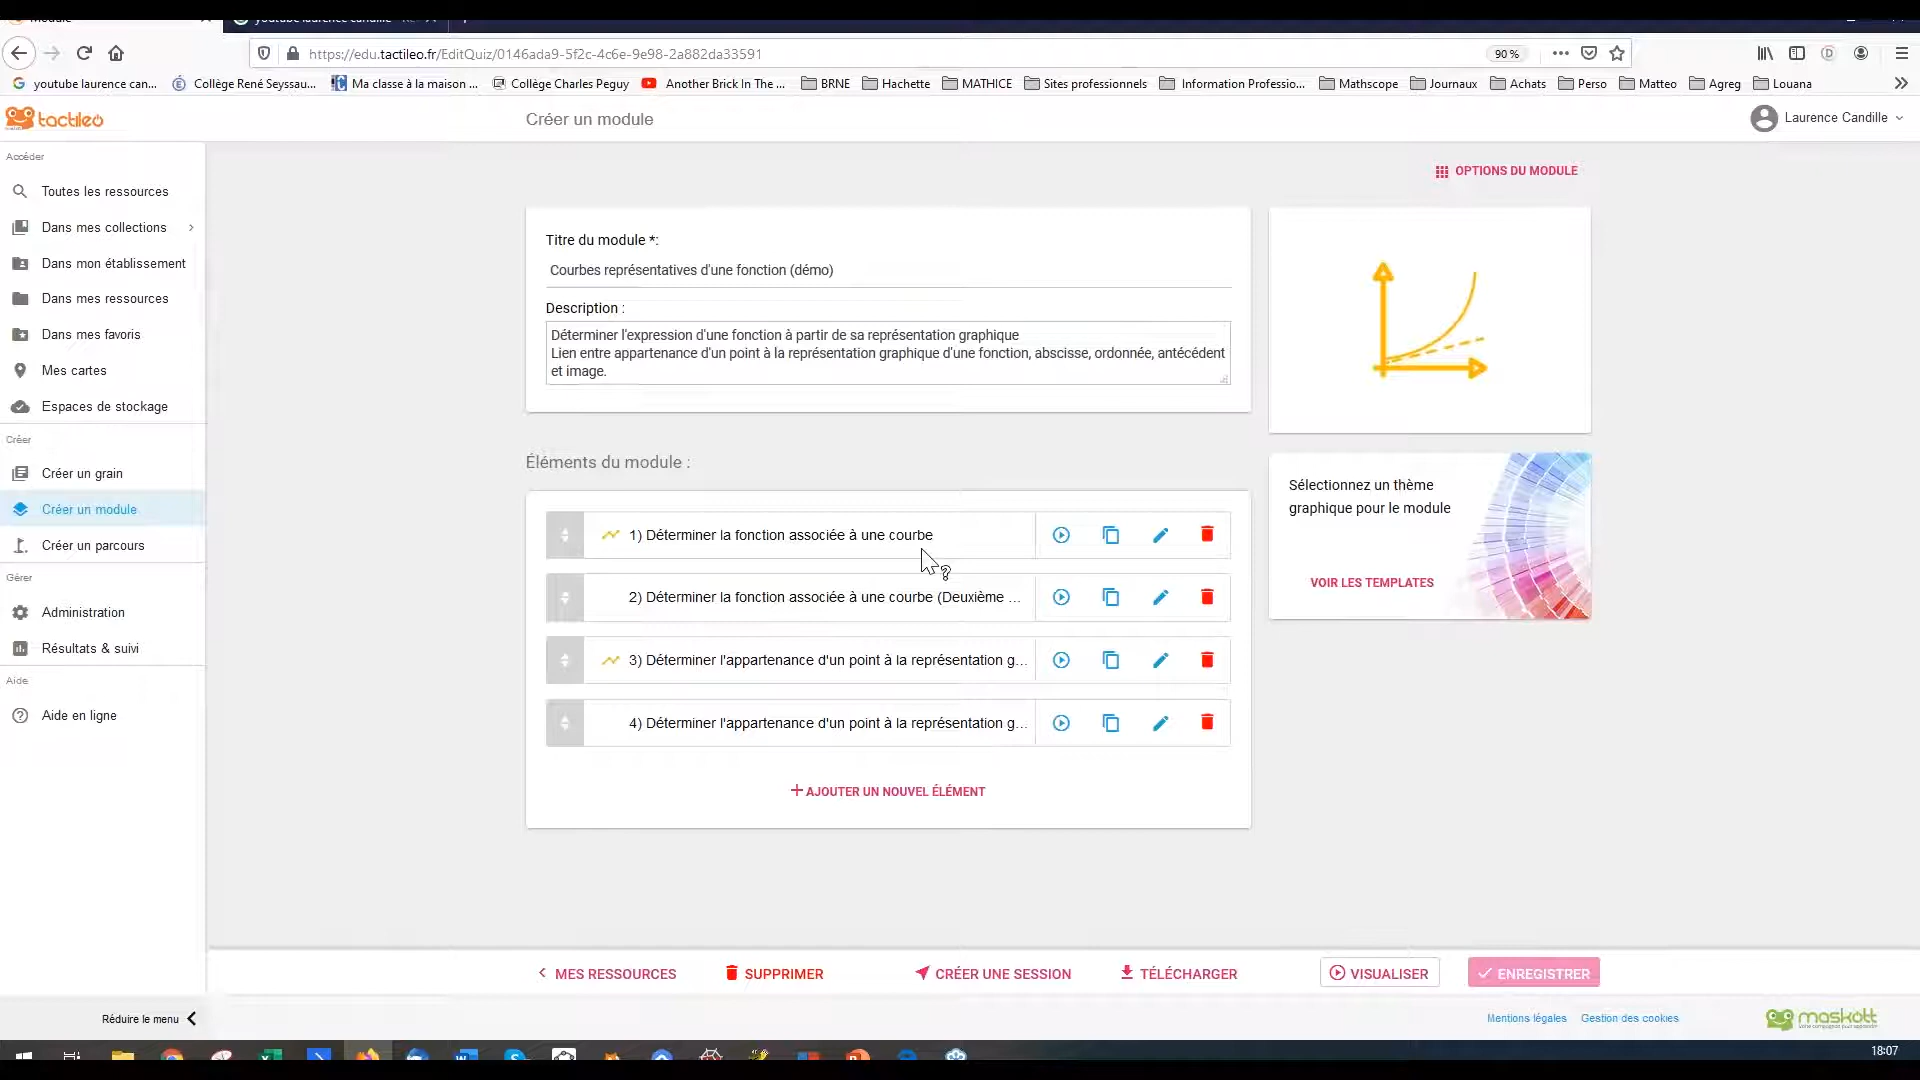 Module
youtube laurence candille
https://edu.tactileo.fr/EditQuiz/0146ada9-5f2c-4c6e-9e98-2a882da33591
90 %
youtube laurence can...
Collège René Seyssau...
Ma classe à la maison ...
Collège Charles Peguy
Another Brick In The ...
BRNE
Hachette
MATHICE
Sites professionnels
Information Professio...
Mathscope
Journaux
Achats
Perso
Matteo
Agreg
Louana
tactileo
Créer un module
Laurence Candille
Accéder
Toutes les ressources
Dans mes collections
Dans mon établissement
Dans mes ressources
Dans mes favoris
Mes cartes
Espaces de stockage
Créer
Créer un grain
Créer un module
Créer un parcours
Gérer
Administration
Résultats & suivi
Aide
Aide en ligne
OPTIONS DU MODULE
Titre du module *:
Courbes représentatives d'une fonction (démo)
Description :
Déterminer l'expression d'une fonction à partir de sa représentation graphique
Lien entre appartenance d'un point à la représentation graphique d'une fonction, abscisse, ordonnée, antécédent
et image.
Sélectionnez un thème
graphique pour le module
VOIR LES TEMPLATES
Éléments du module :
1) Déterminer la fonction associée à une courbe
2) Déterminer la fonction associée à une courbe (Deuxième ...
3) Déterminer l'appartenance d'un point à la représentation g...
4) Déterminer l'appartenance d'un point à la représentation g...
+ AJOUTER UN NOUVEL ÉLÉMENT
MES RESSOURCES
SUPPRIMER
CRÉER UNE SESSION
TÉLÉCHARGER
VISUALISER
ENREGISTRER
Réduire le menu
Mentions légales
Gestion des cookies
maskott
18:07